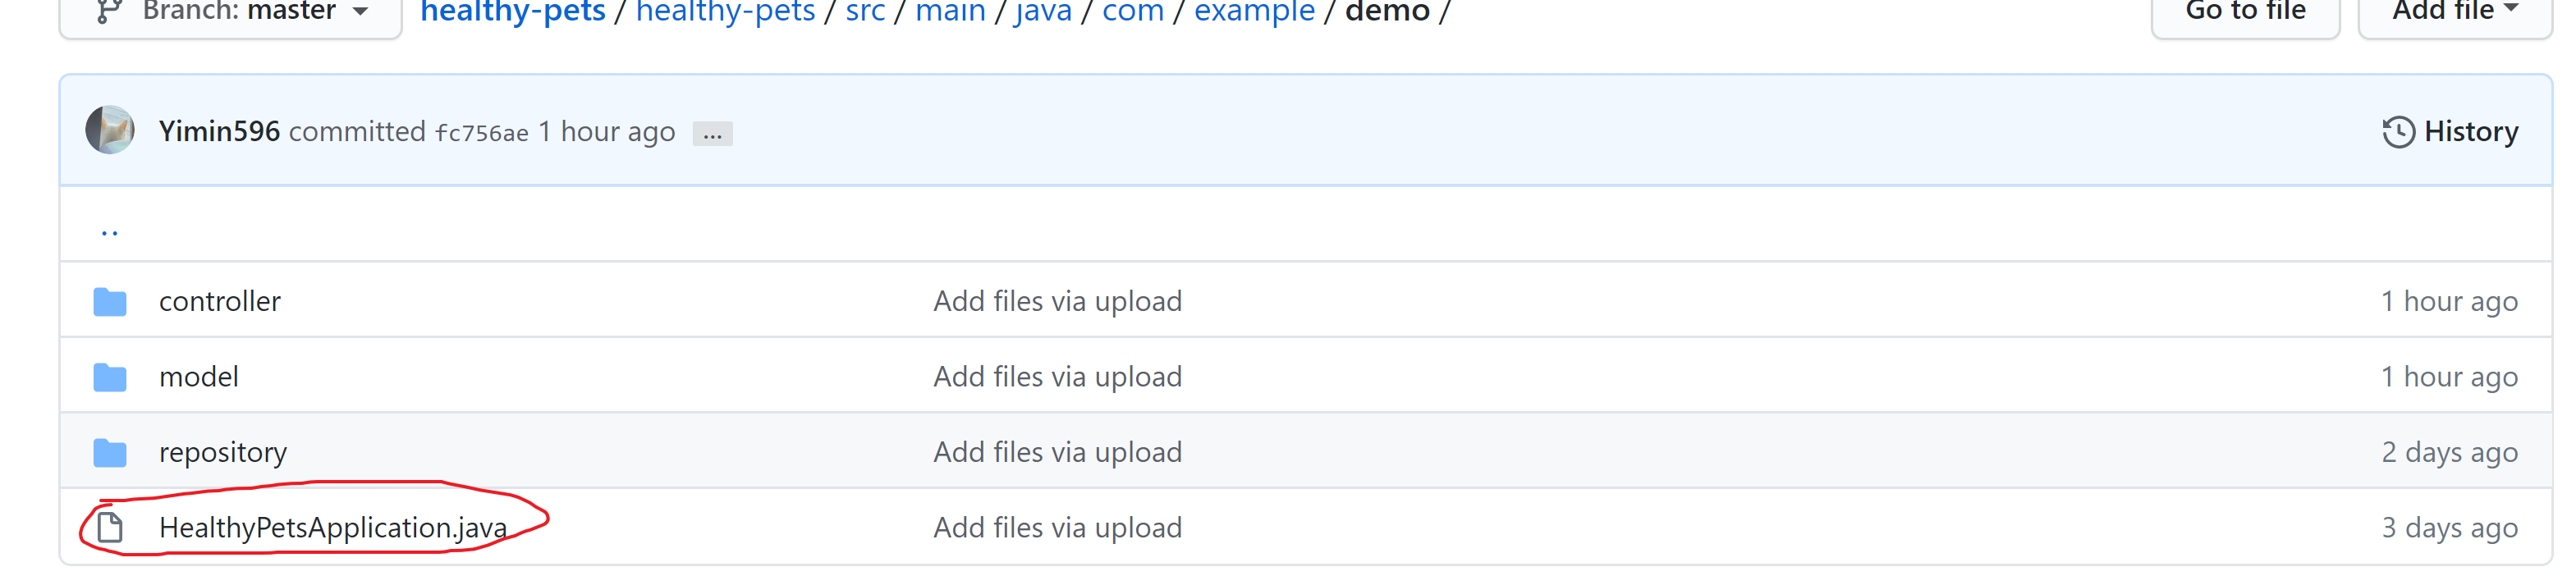 Branch: master healthy-pets / healthy-pets / src / main / java / com / example / demo / Go to file Add file
Yimin596 committed fc756ae 1 hour ago ... History
..
controller Add files via upload 1 hour ago
model Add files via upload 1 hour ago
repository Add files via upload 2 days ago
HealthyPetsApplication.java Add files via upload 3 days ago